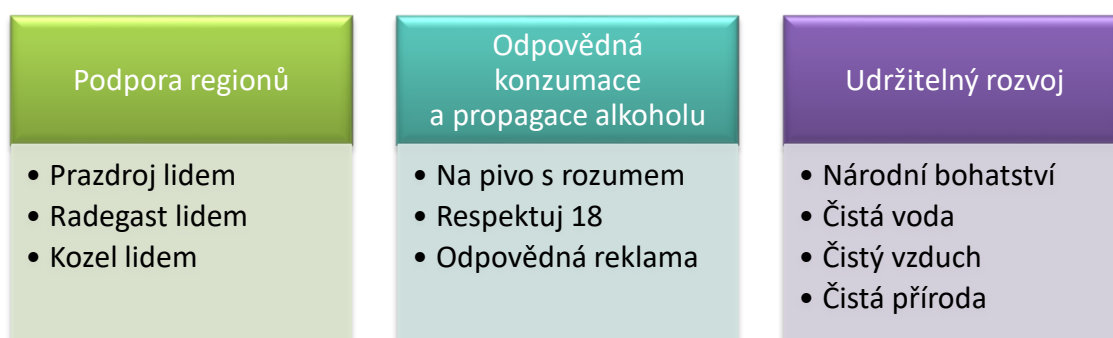 Podpora regionů
• Prazdroj lidem
• Radegast lidem
• Kozel lidem
Odpovědná
konzumace
a propagace alkoholu
• Na pivo s rozumem
• Respektuj 18
• Odpovědná reklama
Udržitelný rozvoj
• Národní bohatství
• Čistá voda
• Čistý vzduch
• Čistá příroda